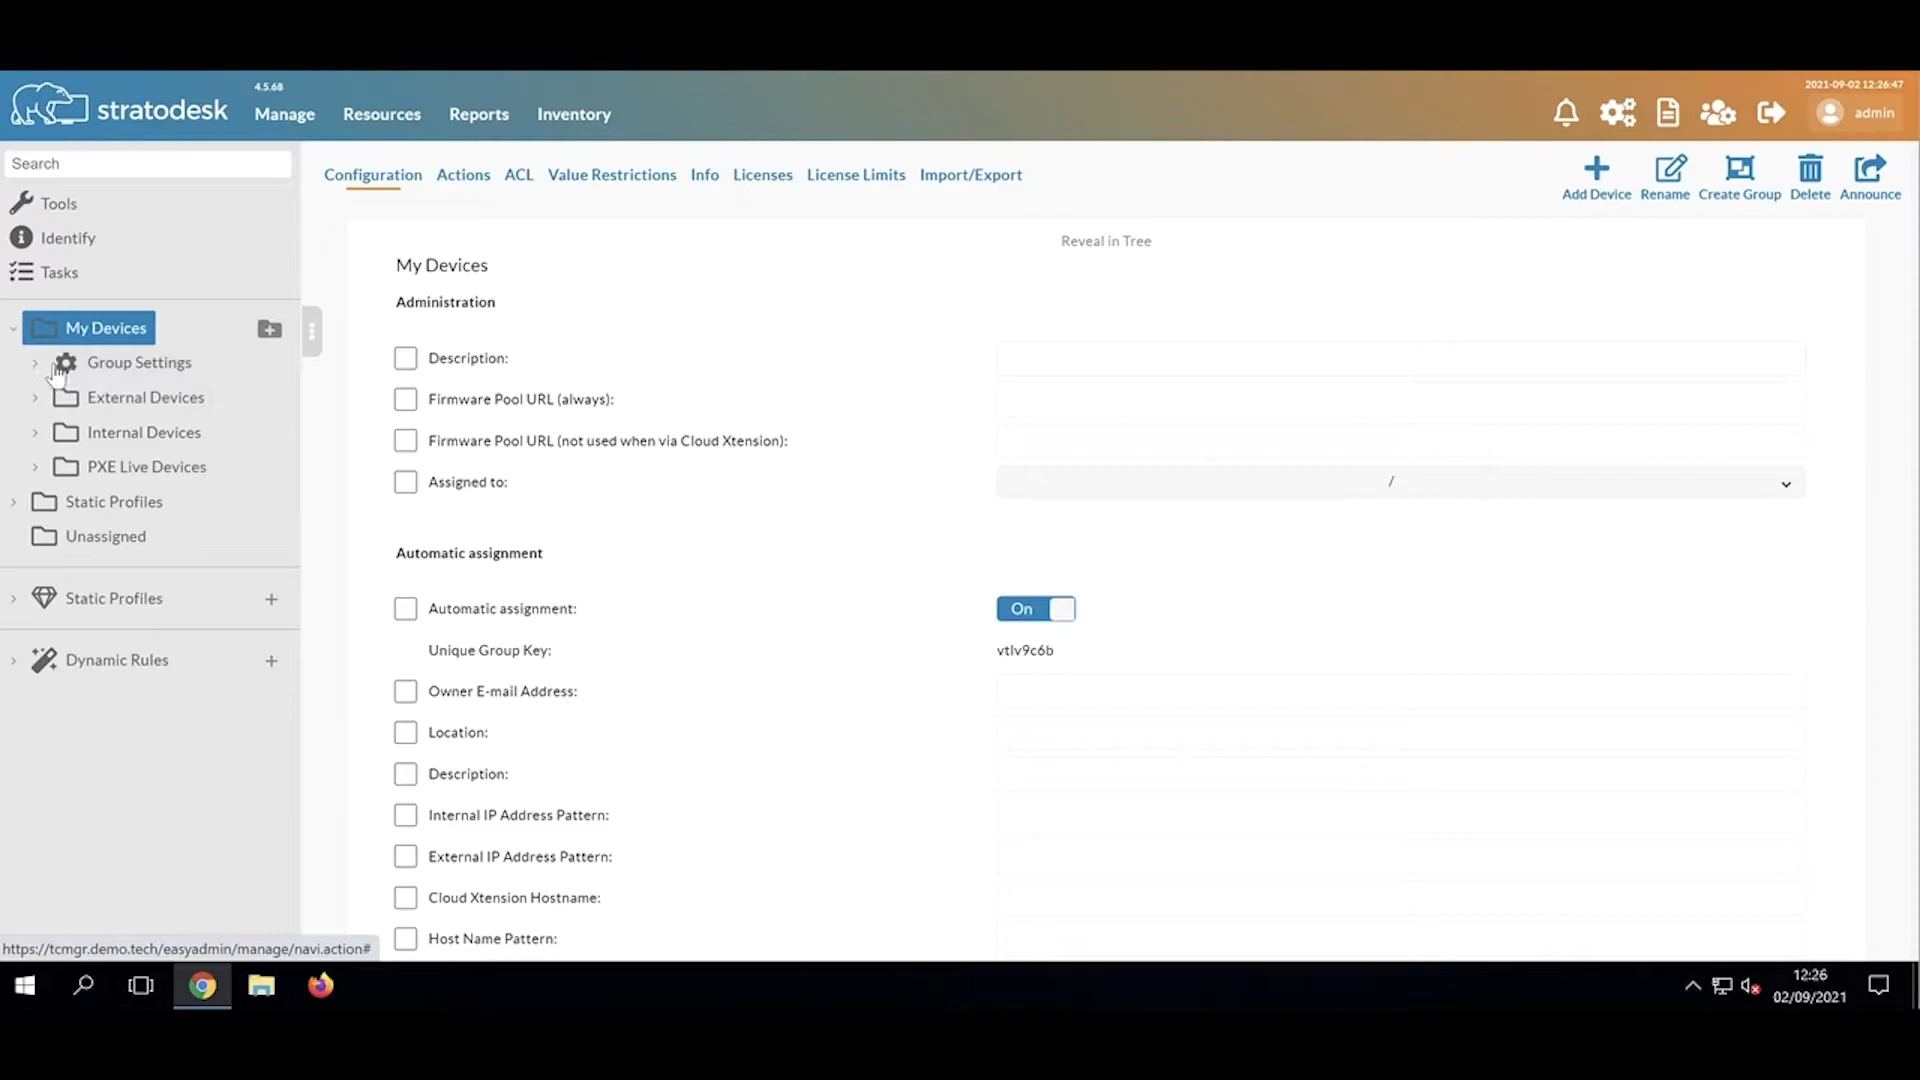 4.5.68
2021-09-02 12:26:47
stratodesk
Manage Resources Reports Inventory
admin
Search
Tools
Identify
Tasks
My Devices
Group Settings
External Devices
Internal Devices
PXE Live Devices
Static Profiles
Unassigned
Static Profiles
Dynamic Rules
Configuration Actions ACL Value Restrictions Info Licenses License Limits Import/Export
Add Device Rename Create Group Delete Announce
Reveal in Tree
My Devices
Administration
Description:
Firmware Pool URL (always):
Firmware Pool URL (not used when via Cloud Xtension):
Assigned to: /
Automatic assignment
Automatic assignment: On
Unique Group Key: vtlv9c6b
Owner E-mail Address:
Location:
Description:
Internal IP Address Pattern:
External IP Address Pattern:
Cloud Xtension Hostname:
Host Name Pattern:
https://tcmgr.demo.tech/easyadmin/manage/navi.action#
12:26
02/09/2021